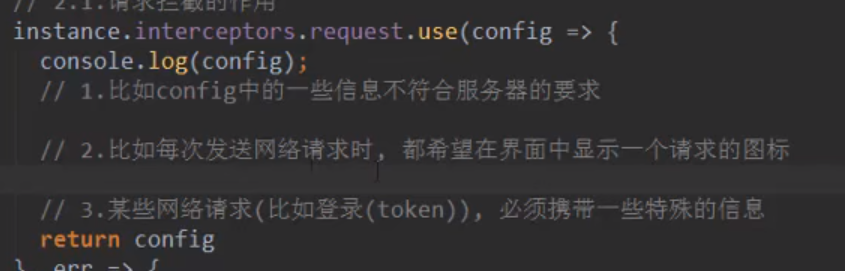 // 2.1.请求拦截的作用
instance.interceptors.request.use(config => {
console.log(config);
// 1.比如config中的一些信息不符合服务器的要求
// 2.比如每次发送网络请求时, 都希望在界面中显示一个请求的图标
// 3.某些网络请求(比如登录(token)), 必须携带一些特殊的信息
return config
}, err => {